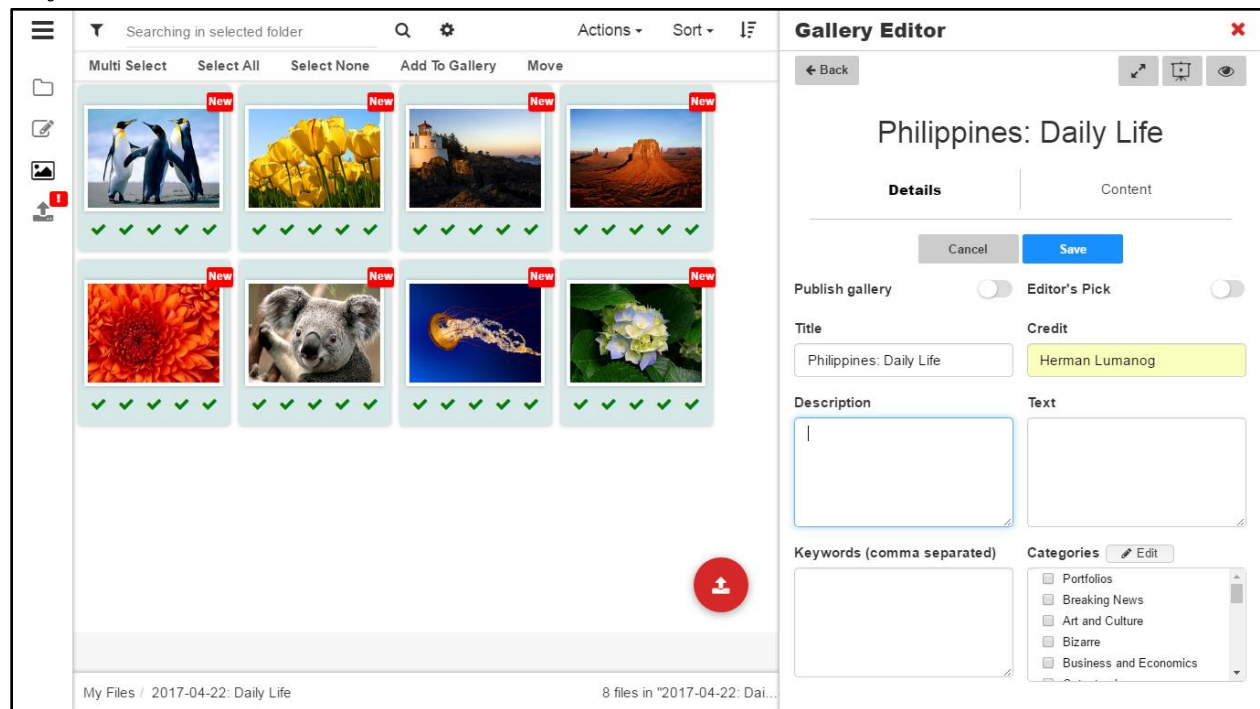 Searching in selected folder
Actions
Sort
Multi Select
Select All
Select None
Add To Gallery
Move
New
New
New
New
New
New
New
New
!
My Files / 2017-04-22: Daily Life
8 files in "2017-04-22: Dai...
Gallery Editor
Back
Philippines: Daily Life
Details
Content
Cancel
Save
Publish gallery
Editor's Pick
Title
Credit
Philippines: Daily Life
Herman Lumanog
Description
Text
Keywords (comma separated)
Categories
Edit
Portfolios
Breaking News
Art and Culture
Bizarre
Business and Economics